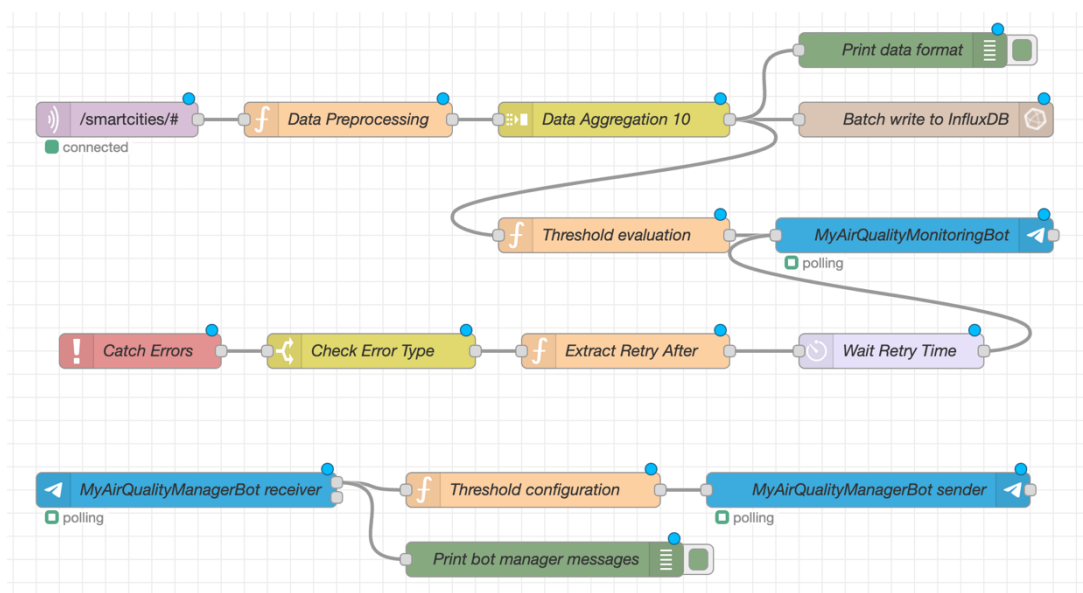 Print data format
/smartcities/#
Data Preprocessing
Data Aggregation 10
Batch write to InfluxDB
connected
Threshold evaluation
MyAirQualityMonitoringBot
polling
Catch Errors
Check Error Type
Extract Retry After
Wait Retry Time
MyAirQualityManagerBot receiver
Threshold configuration
MyAirQualityManagerBot sender
polling
polling
Print bot manager messages